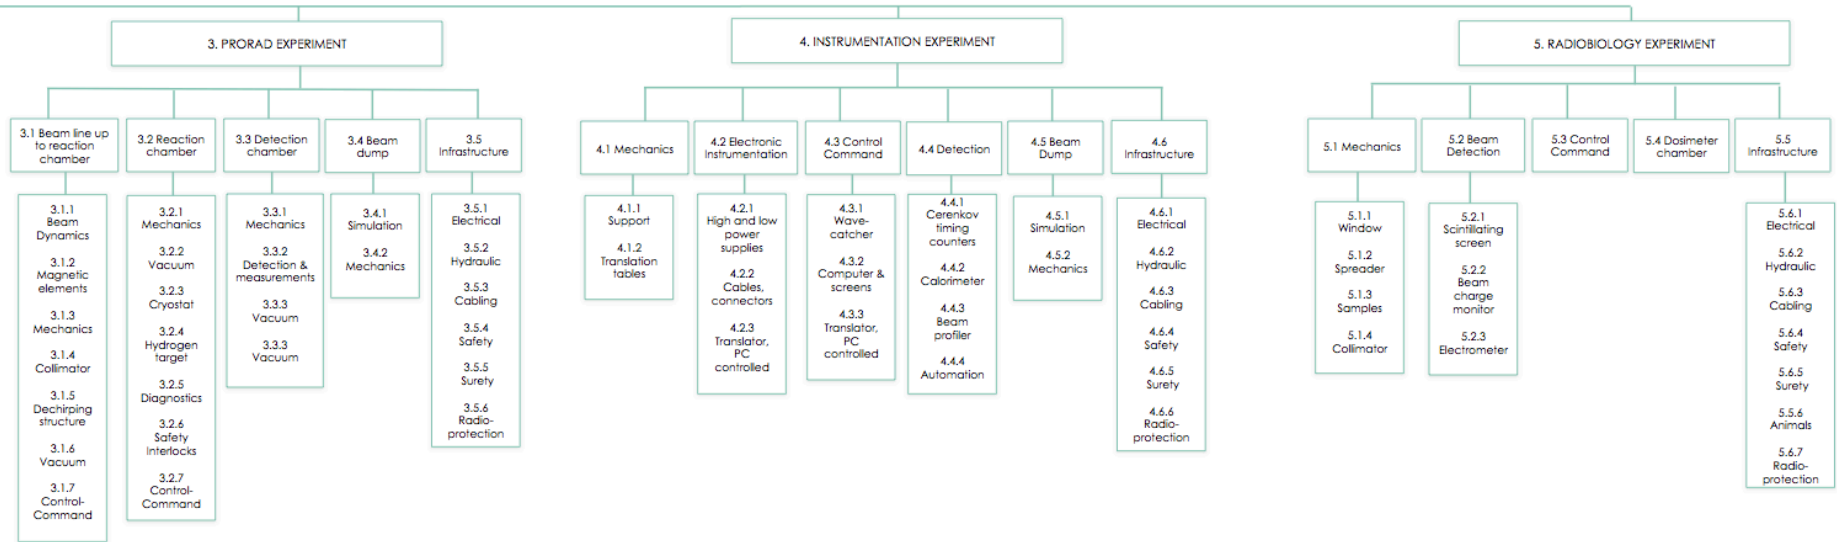 3. PRORAD EXPERIMENT
3.1 Beam line up
to reaction
chamber
3.2 Reaction
chamber
3.3 Detection
chamber
3.4 Beam
dump
3.5
Infrastructure
3.1.1
Beam
Dynamics
3.1.2
Magnetic
elements
3.1.3
Mechanics
3.1.4
Collimator
3.1.5
Dechirping
structure
3.1.6
Vacuum
3.1.7
Control-
Command
3.2.1
Mechanics
3.2.2
Vacuum
3.2.3
Cryostat
3.2.4
Hydrogen
target
3.2.5
Diagnostics
3.2.6
Safety
Interlocks
3.2.7
Control-
Command
3.3.1
Mechanics
3.3.2
Detection &
measurements
3.3.3
Vacuum
3.3.3
Vacuum
3.4.1
Simulation
3.4.2
Mechanics
3.5.1
Electrical
3.5.2
Hydraulic
3.5.3
Cabling
3.5.4
Safety
3.5.5
Surety
3.5.6
Radio-
protection
4. INSTRUMENTATION EXPERIMENT
4.1 Mechanics
4.2 Electronic
Instrumentation
4.3 Control
Command
4.4 Detection
4.5 Beam
Dump
4.6
Infrastructure
4.1.1
Support
4.1.2
Translation
tables
4.2.1
High and low
power
supplies
4.2.2
Cables,
connectors
4.2.3
Translator,
PC
controlled
4.3.1
Wave-
catcher
4.3.2
Computer &
screens
4.3.3
Translator,
PC
controlled
4.4.1
Cerenkov
timing
counters
4.4.2
Calorimeter
4.4.3
Beam
profiler
4.4.4
Automation
4.5.1
Simulation
4.5.2
Mechanics
4.6.1
Electrical
4.6.2
Hydraulic
4.6.3
Cabling
4.6.4
Safety
4.6.5
Surety
4.6.6
Radio-
protection
5. RADIOBIOLOGY EXPERIMENT
5.1 Mechanics
5.2 Beam
Detection
5.3 Control
Command
5.4 Dosimeter
chamber
5.5
Infrastructure
5.1.1
Window
5.1.2
Spreader
5.1.3
Samples
5.1.4
Collimator
5.2.1
Scintillating
screen
5.2.2
Beam
charge
monitor
5.2.3
Electrometer
5.6.1
Electrical
5.6.2
Hydraulic
5.6.3
Cabling
5.6.4
Safety
5.6.5
Surety
5.5.6
Animals
5.6.7
Radio-
protection